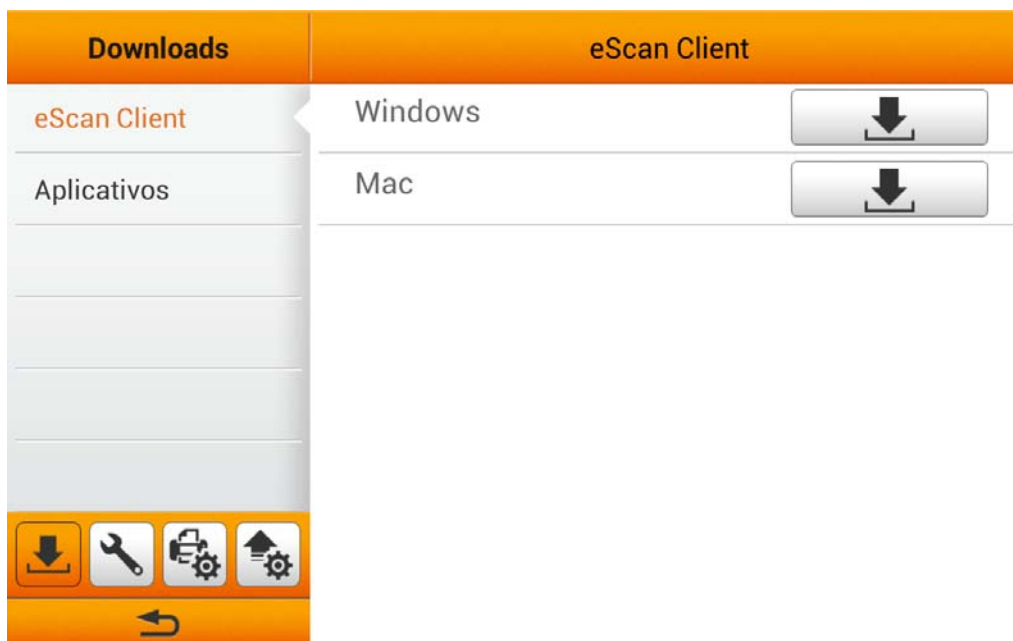 Downloads
eScan Client
eScan Client
Windows
Aplicativos
Mac